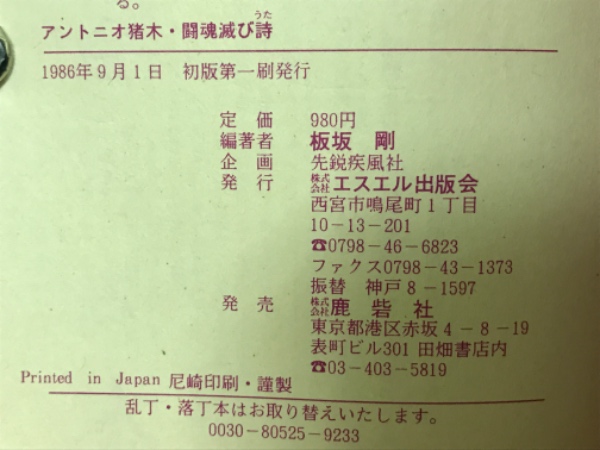 る。
アントニオ猪木・闘魂滅び詩
うた
1986年9月1日 初版第一刷発行
定 価 980円
編著者 板坂 剛
企 画 先鋭疾風社
発 行 株式会社エスエル出版会
西宮市鳴尾町1丁目
10-13-201
☎0798-46-6823
ファクス0798-43-1373
振替 神戸8-1597
発 売 株式会社鹿砦社
東京都港区赤坂4-8-19
表町ビル301 田畑書店内
☎03-403-5819
Printed in Japan 尼崎印刷・謹製
乱丁・落丁本はお取り替えいたします。
0030-80525-9233